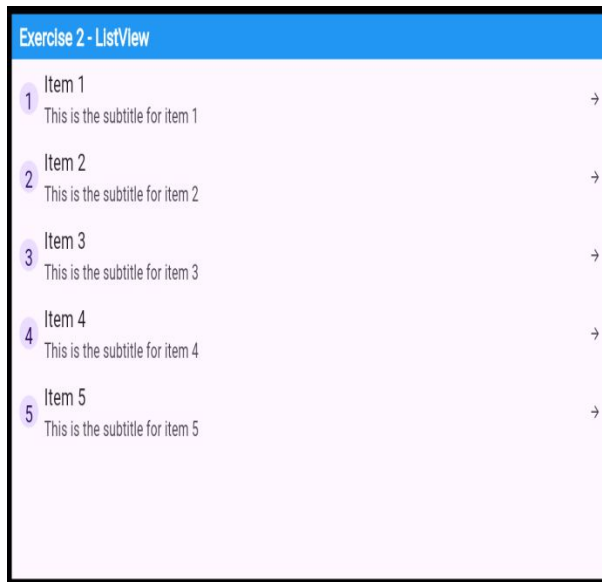 Exercise 2 - ListView
1
Item 1
This is the subtitle for item 1
2
Item 2
This is the subtitle for item 2
3
Item 3
This is the subtitle for item 3
4
Item 4
This is the subtitle for item 4
5
Item 5
This is the subtitle for item 5